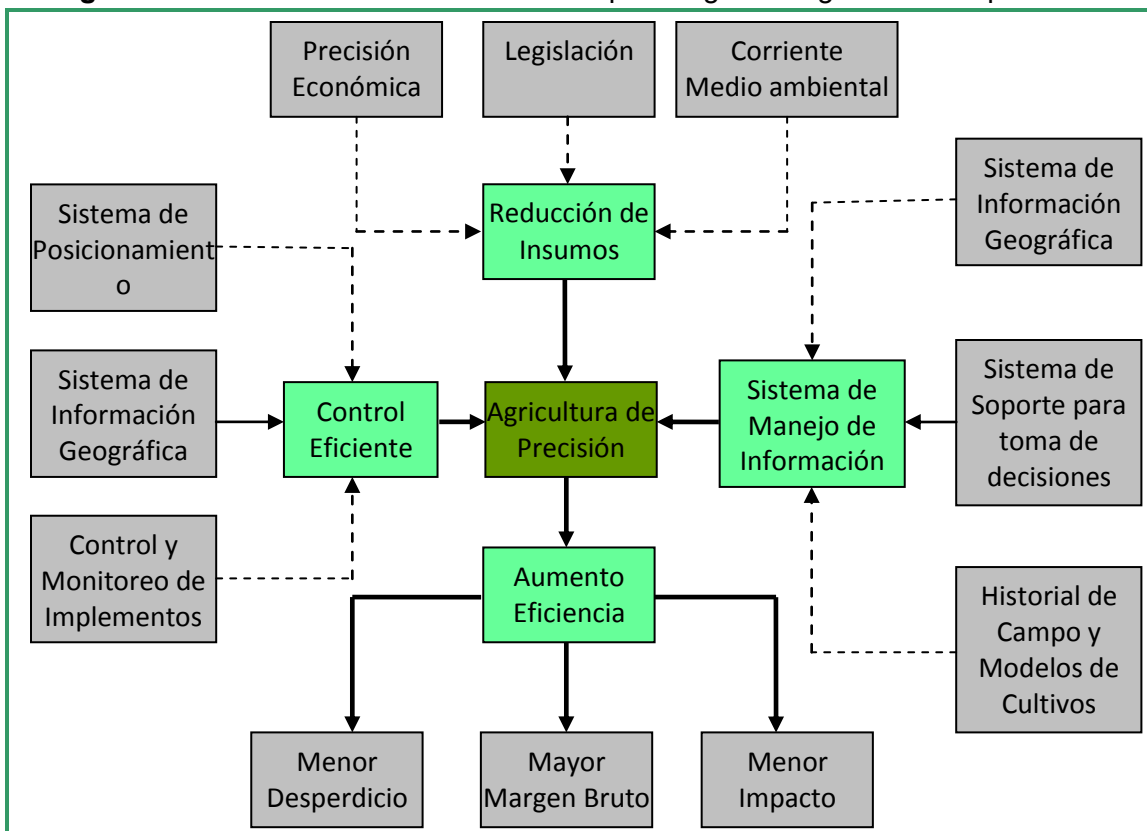 Precisión
Económica
Legislación
Corriente
Medio ambiental
Sistema de
Información
Geográfica
Sistema de
Posicionamient
o
Reducción de
Insumos
Sistema de
Información
Geográfica
Control
Eficiente
Agricultura de
Precisión
Sistema de
Manejo de
Información
Sistema de
Soporte para
toma de
decisiones
Control y
Monitoreo de
Implementos
Aumento
Eficiencia
Historial de
Campo y
Modelos de
Cultivos
Menor
Desperdicio
Mayor
Margen Bruto
Menor
Impacto